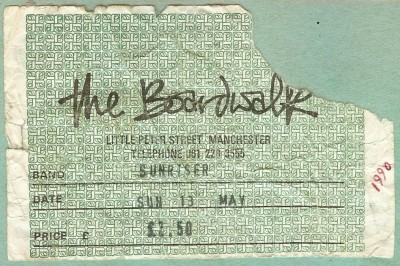 the Boardwalk
LITTLE PETER STREET MANCHESTER
TELEPHONE 061 228 3555
BAND SUNRISER
DATE SUN 13 MAY
PRICE £ £2.50
1990